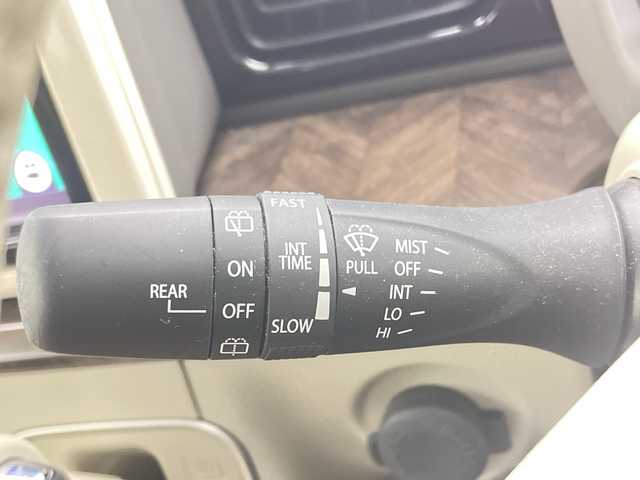 FAST
INT
TIME
SLOW
ON
REAR
OFF
PULL
MIST
OFF
INT
LO
HI